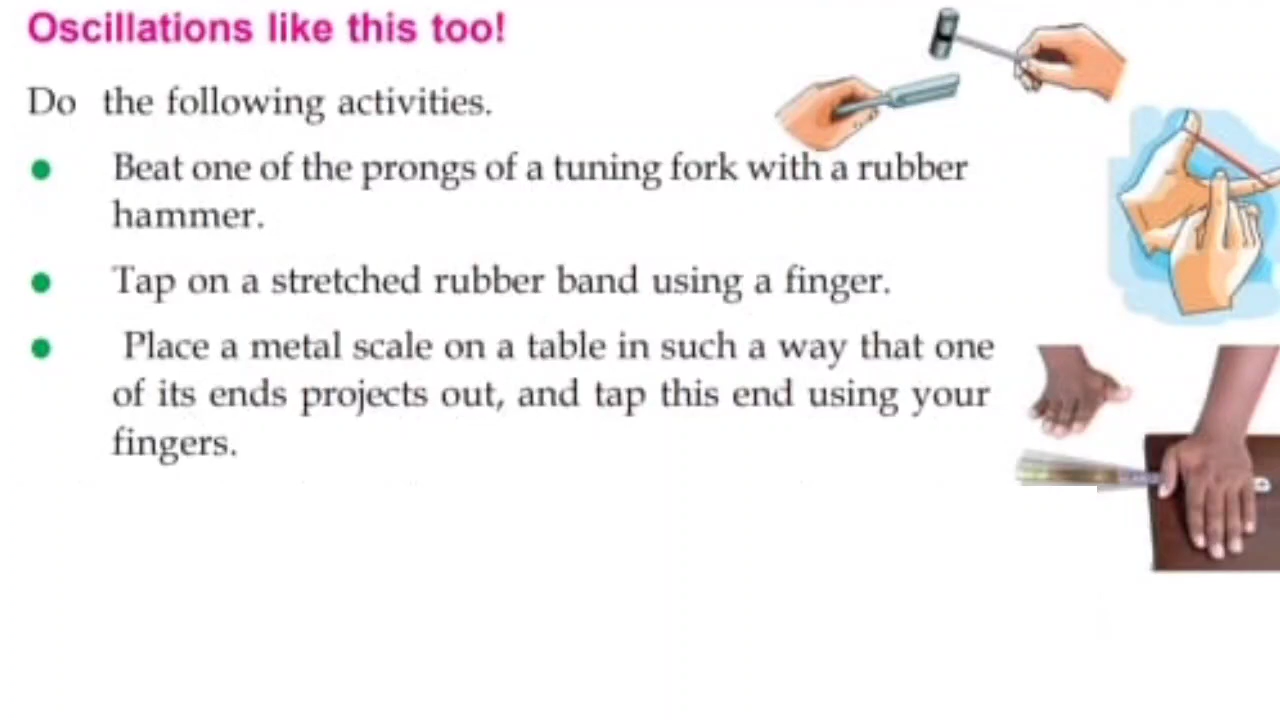 Oscillations like this too!
Do the following activities.
● Beat one of the prongs of a tuning fork with a rubber
hammer.
● Tap on a stretched rubber band using a finger.
● Place a metal scale on a table in such a way that one
of its ends projects out, and tap this end using your
fingers.